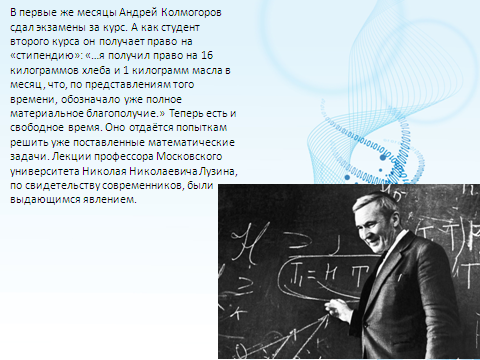 В первые же месяцы Андрей Колмогоров
сдал экзамены за курс. А как студент
второго курса он получает право на
«стипендию»: «...я получил право на 16
килограммов хлеба и 1 килограмм масла в
месяц, что, по представлениям того
времени, обозначало уже полное
материальное благополучие.» Теперь есть и
свободное время. Оно отдаётся попыткам
решить уже поставленные математические
задачи. Лекции профессора Московского
университета Николая Николаевича Лузина,
по свидетельству современников, были
выдающимся явлением.
T₁ = H T